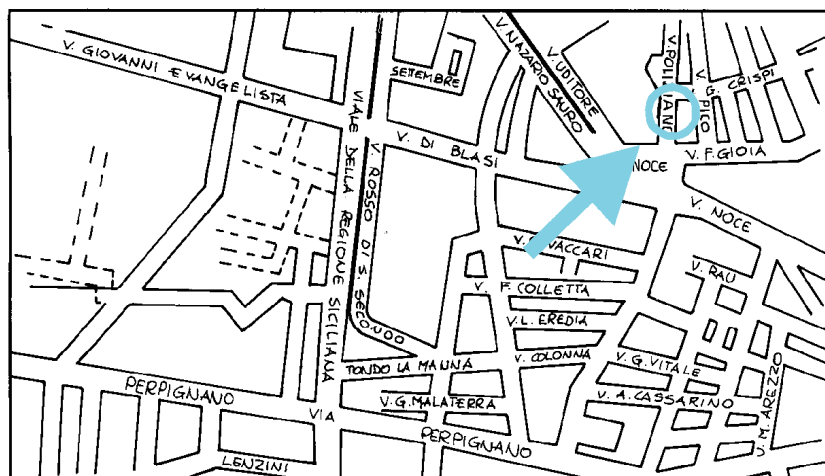 V. GIOVANNI EVANGELISTA
SETTEMBRE
V. NAZARIO SAURO
V. UDITORE
V. POLIZIANO
V. PICO
V. G. CRISPI
VIALE DELLA REGIONE SICILIANA
V. ROSSO DI S. SECONDO
V. DI BLASI
NOCE
V. F. GIOIA
V. NOCE
VACCARI
V. RAU
V. F. COLLETTA
V. L. EREDIA
TONDO LA MANNA
V. COLONNA
V. G. VITALE
V. A. CASSARINO
V. M. AREZZO
V. G. MALATERRA
VIA PERPIGNANO
PERPIGNANO
LENZINI